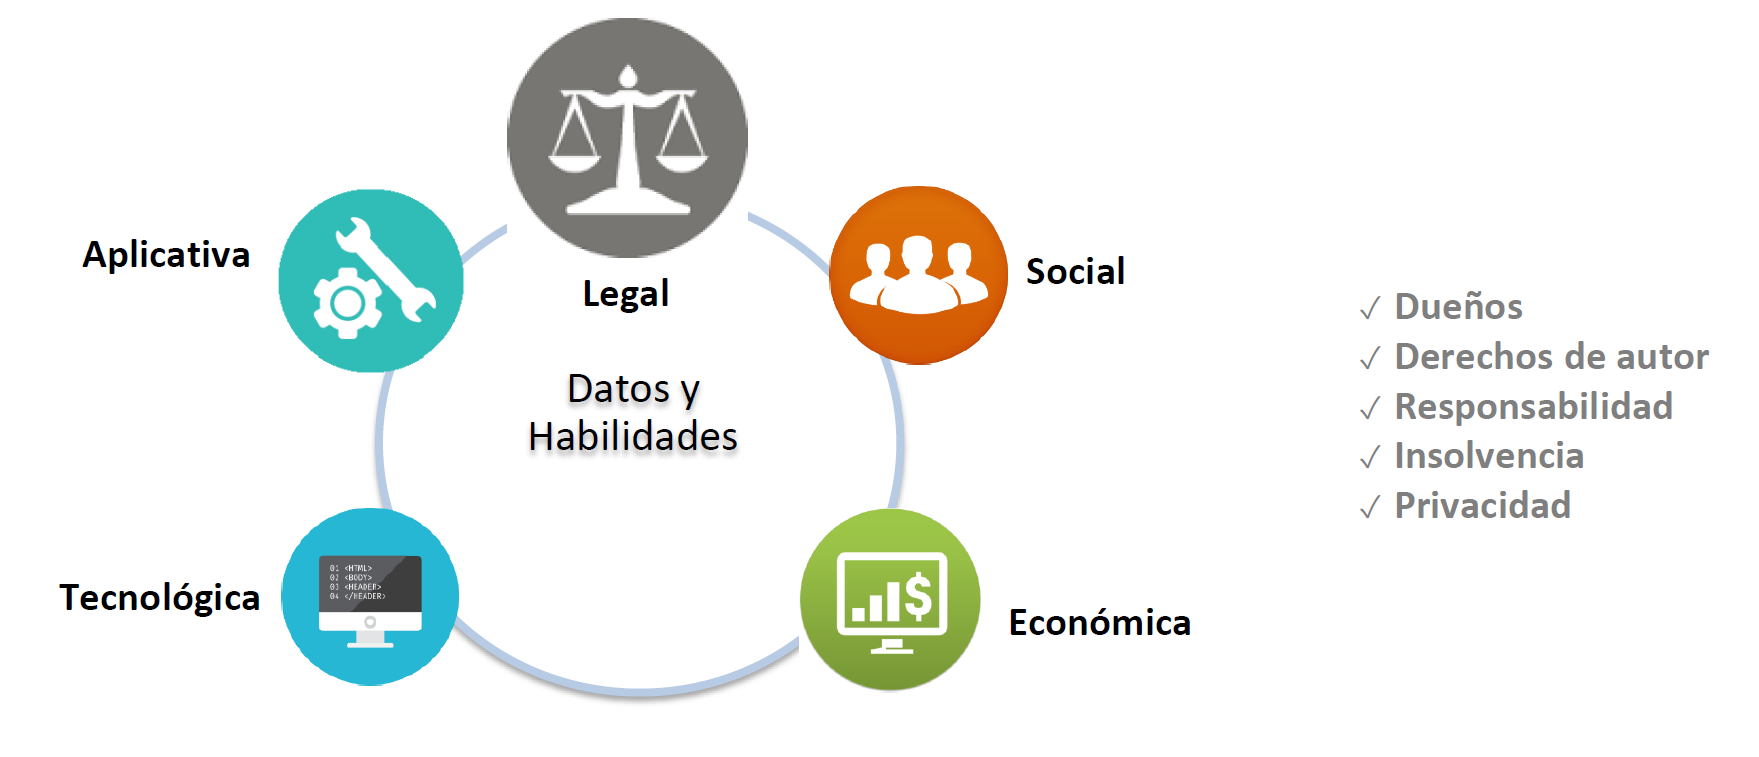 Legal
Aplicativa
Social
Datos y
Habilidades
Tecnológica
01 <HTML>
02 <BODY>
03 <HEADER>
04 </HEADER>
$
Económica
✓ Dueños
✓ Derechos de autor
✓ Responsabilidad
✓ Insolvencia
✓ Privacidad